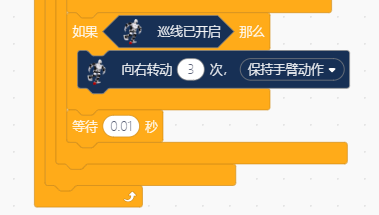 如果 巡线已开启 那么
向右转动 3 次, 保持手臂动作
等待 0.01 秒